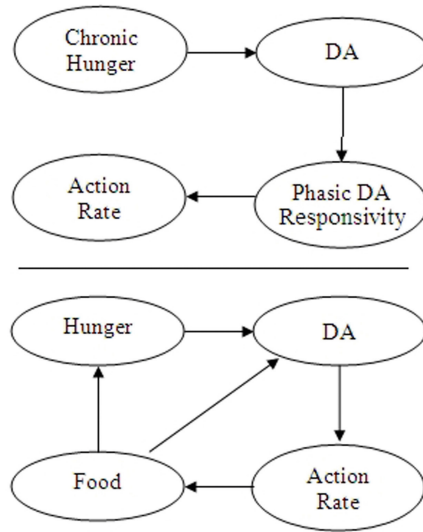 Chronic
Hunger
DA
Action
Rate
Phasic DA
Responsivity
Hunger
DA
Food
Action
Rate